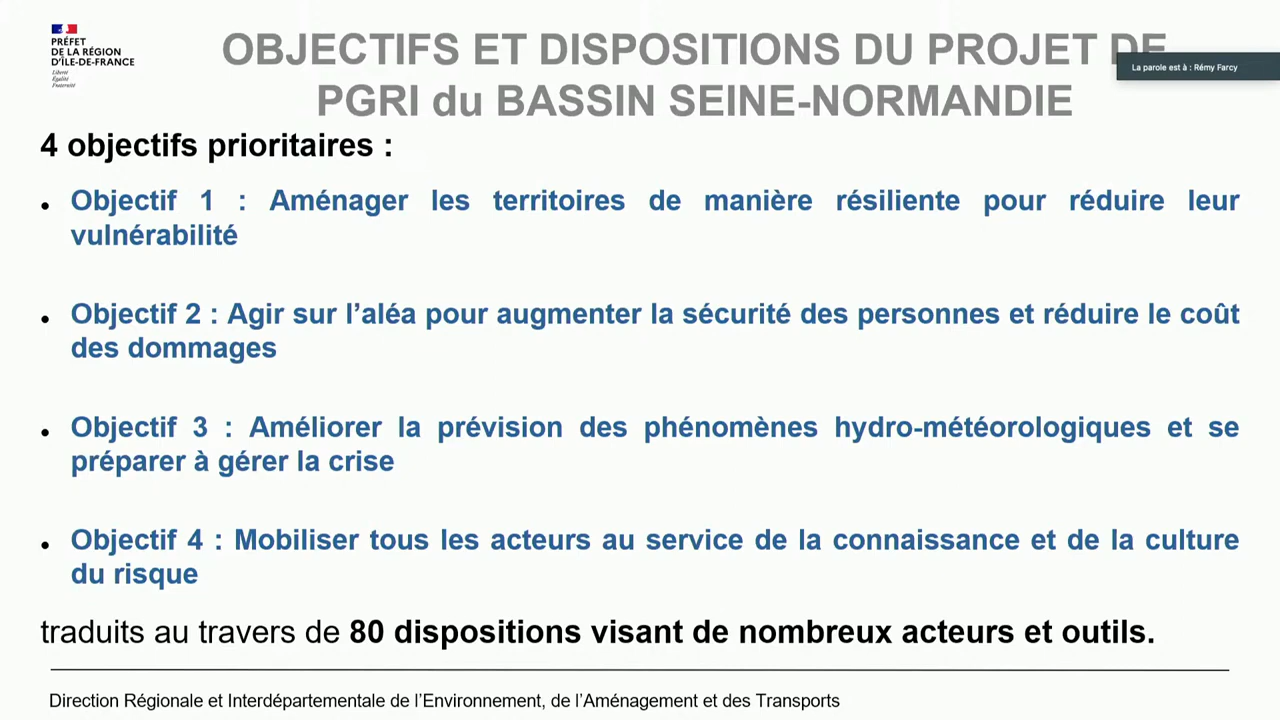 PRÉFET
DE LA RÉGION
D'ÎLE-DE-FRANCE
Liberté
Égalité
Fraternité
OBJECTIFS ET DISPOSITIONS DU PROJET DE
La parole est à : Rémy Farcy
PGRI du BASSIN SEINE-NORMANDIE
4 objectifs prioritaires :
• Objectif 1 : Aménager les territoires de manière résiliente pour réduire leur
vulnérabilité
• Objectif 2 : Agir sur l’aléa pour augmenter la sécurité des personnes et réduire le coût
des dommages
• Objectif 3 : Améliorer la prévision des phénomènes hydro-météorologiques et se
préparer à gérer la crise
• Objectif 4 : Mobiliser tous les acteurs au service de la connaissance et de la culture
du risque
traduits au travers de 80 dispositions visant de nombreux acteurs et outils.
Direction Régionale et Interdépartementale de l’Environnement, de l’Aménagement et des Transports